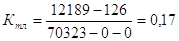 Kтл = (12189−126)/(70323−0−0) = 0,17